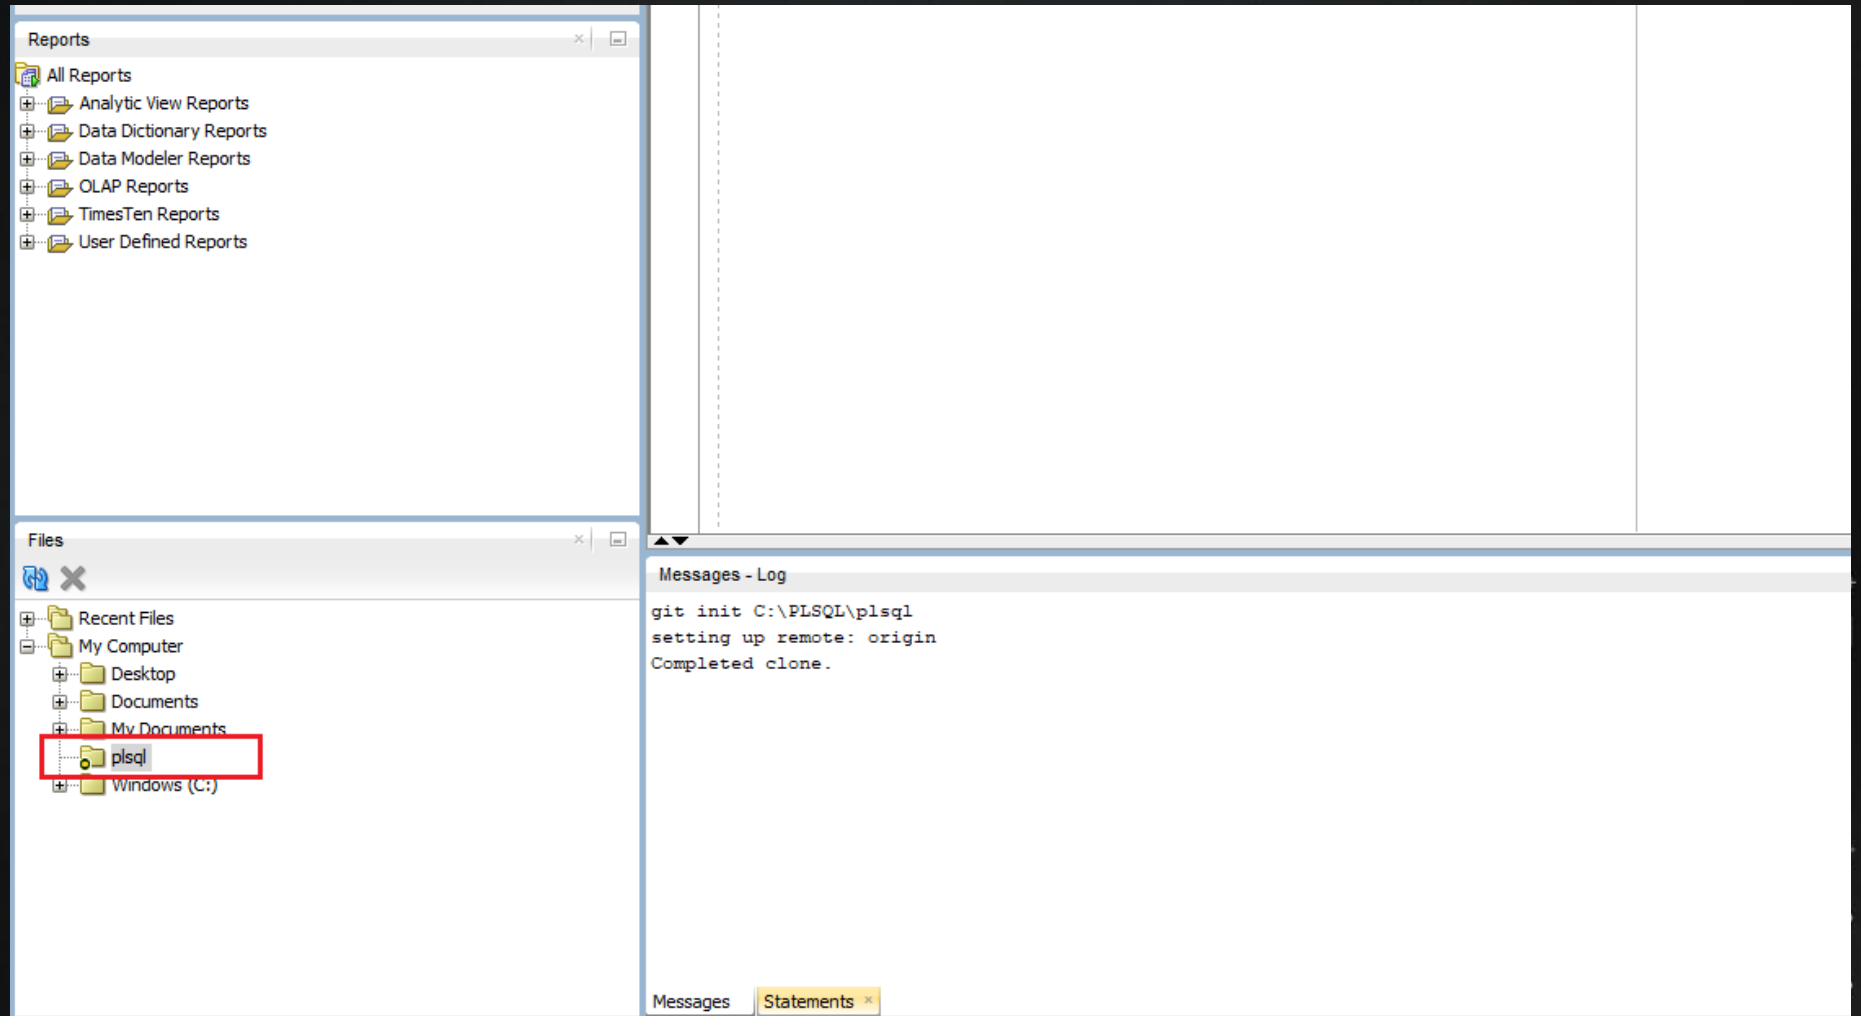 Reports
All Reports
Analytic View Reports
Data Dictionary Reports
Data Modeler Reports
OLAP Reports
TimesTen Reports
User Defined Reports
Files
Recent Files
My Computer
Desktop
Documents
My Documents
plsql
Windows (C:)
Messages - Log
git init C:\PLSQL\plsql
setting up remote: origin
Completed clone.
Messages
Statements